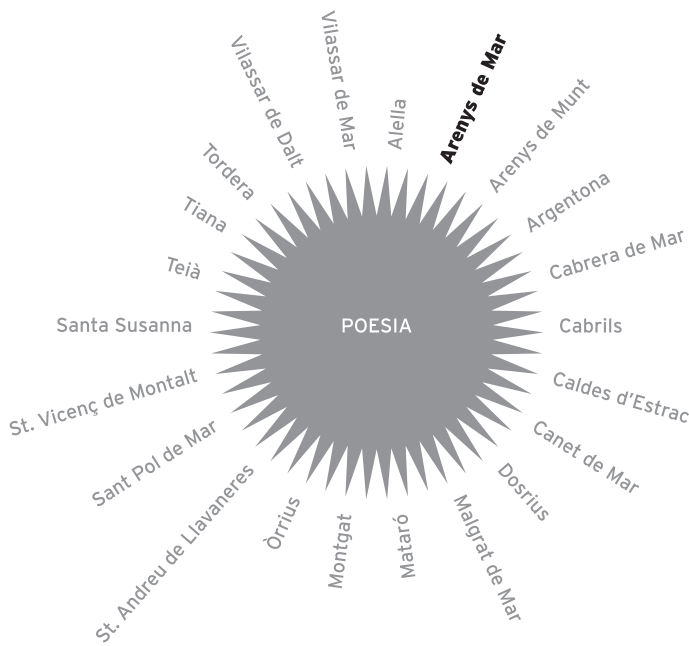 Alella
Arenys de Mar
Arenys de Munt
Argentona
Cabrera de Mar
Cabrils
Caldes d'Estrac
Canet de Mar
Dosrius
Malgrat de Mar
Mataró
Montgat
Òrrius
St. Andreu de Llavaneres
Sant Pol de Mar
St. Vicenç de Montalt
Santa Susanna
Teià
Tiana
Tordera
Vilassar de Dalt
Vilassar de Mar
POESIA